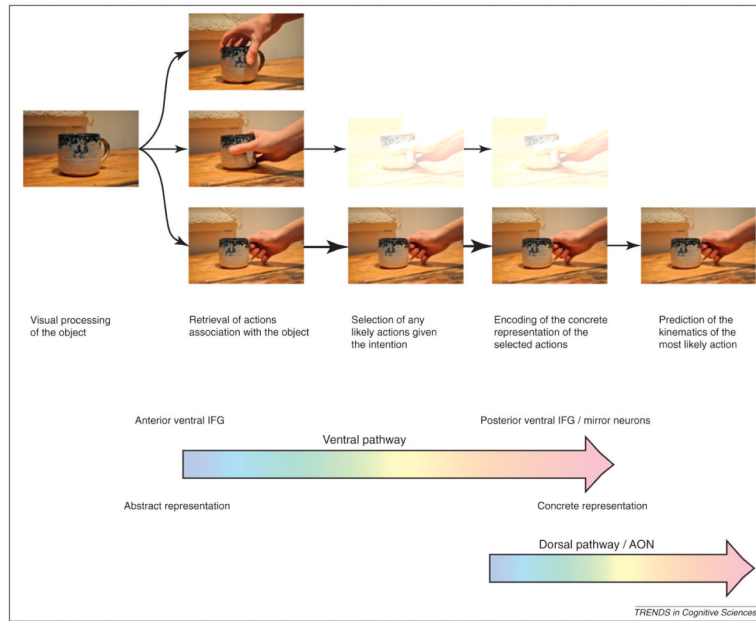 Visual processing
of the object
Retrieval of actions
association with the object
Selection of any
likely actions given
the intention
Encoding of the concrete
representation of the
selected actions
Prediction of the
kinematics of the
most likely action
Anterior ventral IFG
Posterior ventral IFG / mirror neurons
Ventral pathway
Abstract representation
Concrete representation
Dorsal pathway / AON
TRENDS in Cognitive Sciences